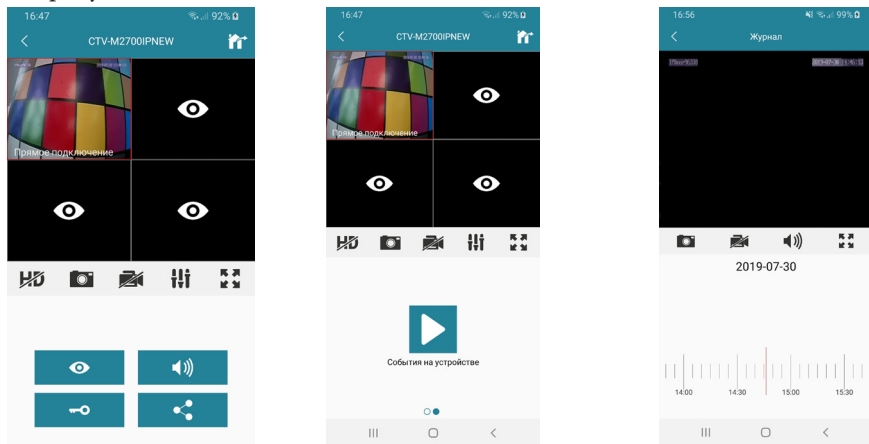 16:47 92%
CTV-M2700IPNEW
Прямое подключение
HD
16:47 92%
CTV-M2700IPNEW
Прямое подключение
HD
События на устройстве
16:56 99%
Журнал
2019-07-30
14:00 14:30 15:00 15:30